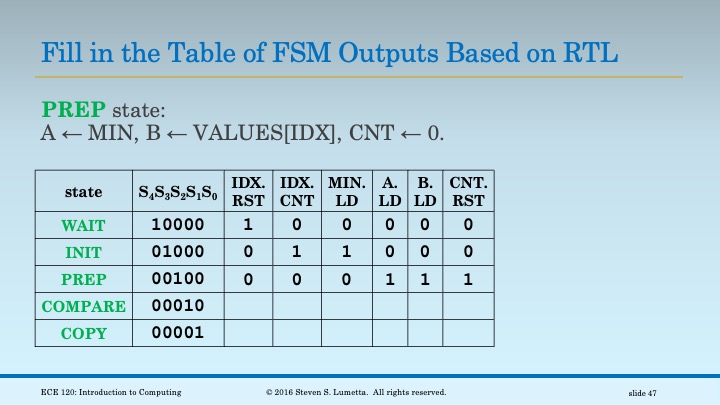 Fill in the Table of FSM Outputs Based on RTL
PREP state:
A ← MIN, B ← VALUES[IDX], CNT ← 0.
state S₄S₃S₂S₁S₀ IDX. RST IDX. CNT MIN. LD A. LD B. LD CNT. RST
WAIT 10000 1 0 0 0 0 0
INIT 01000 0 1 1 0 0 0
PREP 00100 0 0 0 1 1 1
COMPARE 00010
COPY 00001
ECE 120: Introduction to Computing © 2016 Steven S. Lumetta. All rights reserved. slide 47